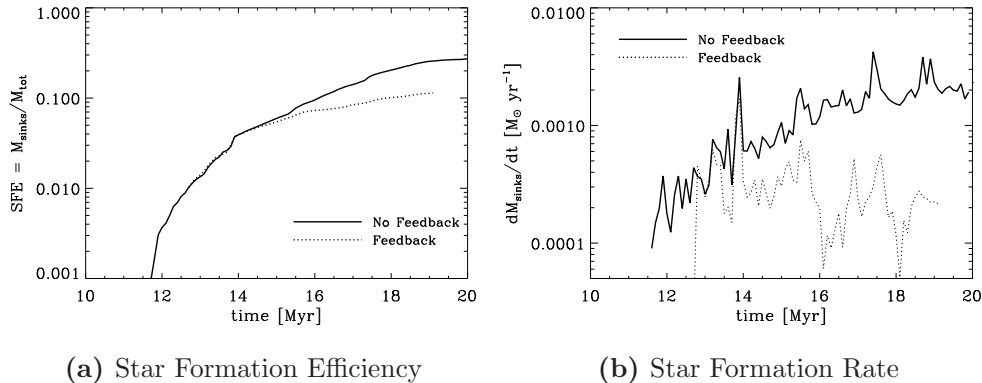 1.000
0.100
0.010
0.001
SFE = M_sinks/M_tot
No Feedback
Feedback
10 12 14 16 18 20
time [Myr]
(a) Star Formation Efficiency
0.0100
0.0010
0.0001
dM_sinks/dt [M_⊙ yr⁻¹]
No Feedback
Feedback
10 12 14 16 18 20
time [Myr]
(b) Star Formation Rate